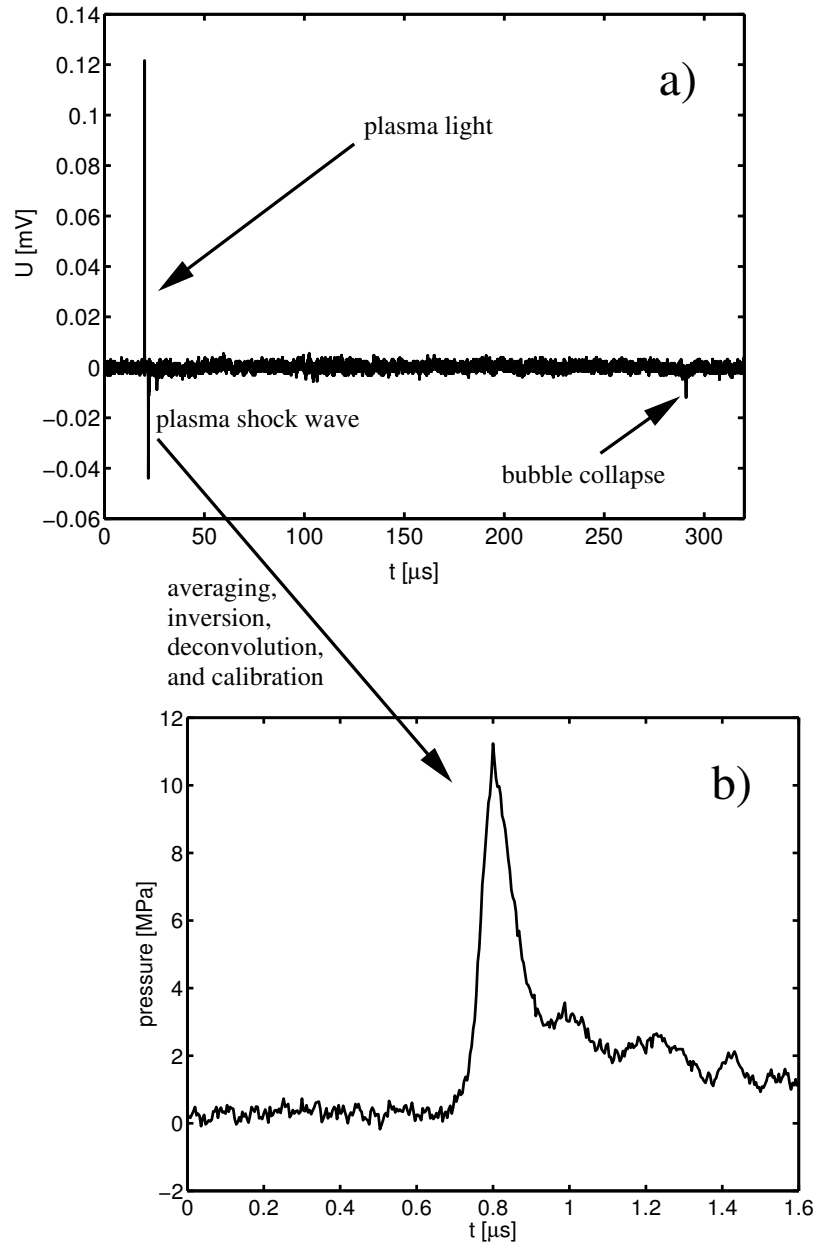 0.14
0.12
0.1
0.08
0.06
0.04
0.02
0
−0.02
−0.04
−0.06
U [mV]
a)
plasma light
plasma shock wave
bubble collapse
0 50 100 150 200 250 300
t [µs]
averaging,
inversion,
deconvolution,
and calibration
12
10
8
6
4
2
0
−2
pressure [MPa]
b)
0 0.2 0.4 0.6 0.8 1 1.2 1.4 1.6
t [µs]